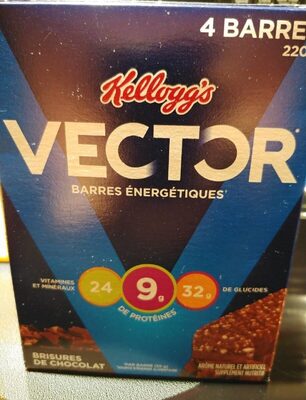 4 BARRE
220
Kellogg's
VECTOR
BARRES ÉNERGÉTIQUES
VITAMINES
ET MINÉRAUX
24
9g
32g
DE GLUCIDES
DE PROTÉINES
BRISURES
DE CHOCOLAT
ARÔME NATUREL ET ARTIFICIEL
SUPPLÉMENT NUTRITIF